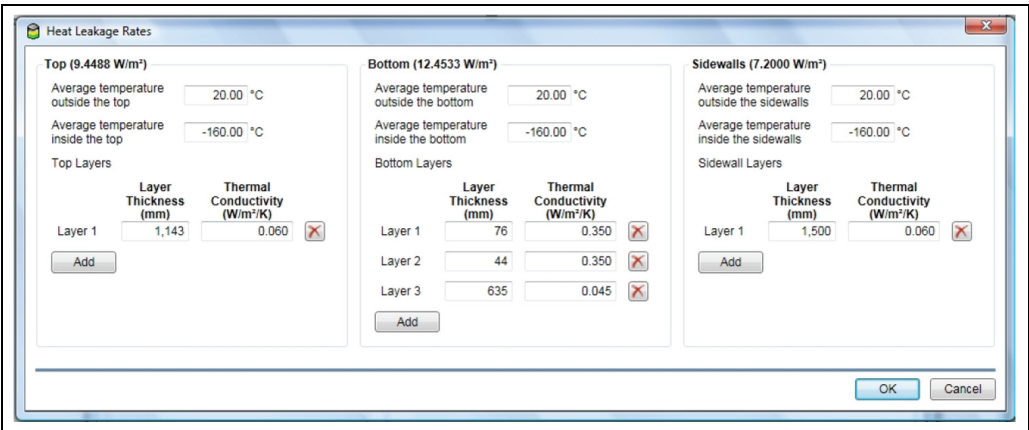 Heat Leakage Rates
Top (9.4488 W/m²)
Average temperature
outside the top
20.00 °C
Average temperature
inside the top
-160.00 °C
Top Layers
Layer
Thickness
(mm)
Thermal
Conductivity
(W/m²/K)
Layer 1 1,143 0.060
Add
Bottom (12.4533 W/m²)
Average temperature
outside the bottom
20.00 °C
Average temperature
inside the bottom
-160.00 °C
Bottom Layers
Layer
Thickness
(mm)
Thermal
Conductivity
(W/m²/K)
Layer 1 76 0.350
Layer 2 44 0.350
Layer 3 635 0.045
Add
Sidewalls (7.2000 W/m²)
Average temperature
outside the sidewalls
20.00 °C
Average temperature
inside the sidewalls
-160.00 °C
Sidewall Layers
Layer
Thickness
(mm)
Thermal
Conductivity
(W/m²/K)
Layer 1 1,500 0.060
Add
OK Cancel